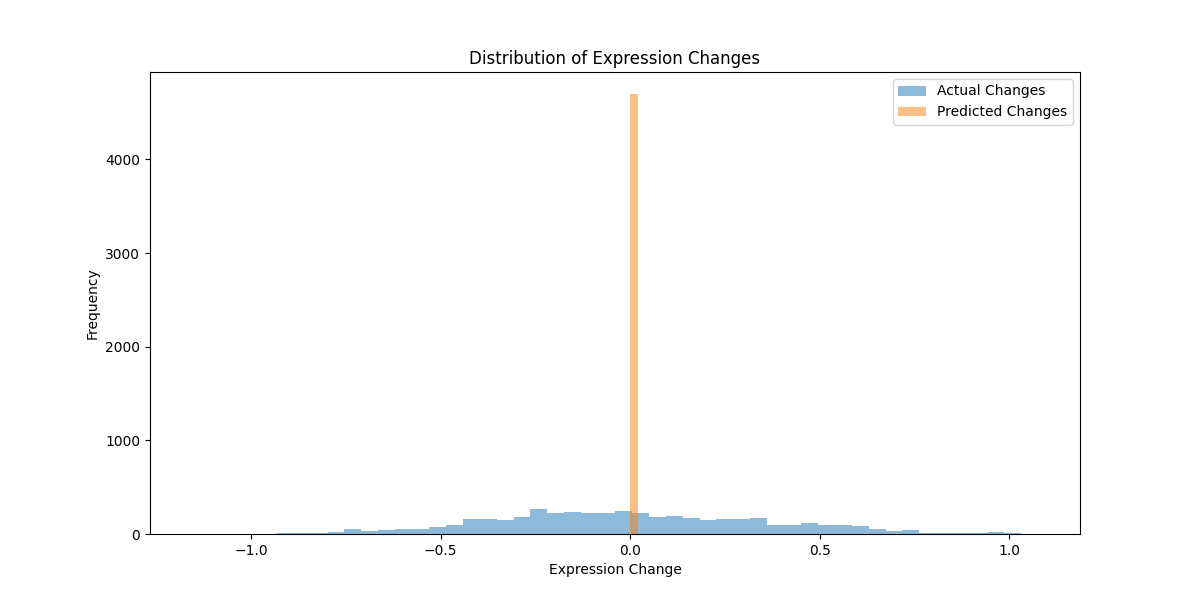 Distribution of Expression Changes
Actual Changes
Predicted Changes
4000
3000
2000
1000
0
Frequency
−1.0
−0.5
0.0
0.5
1.0
Expression Change